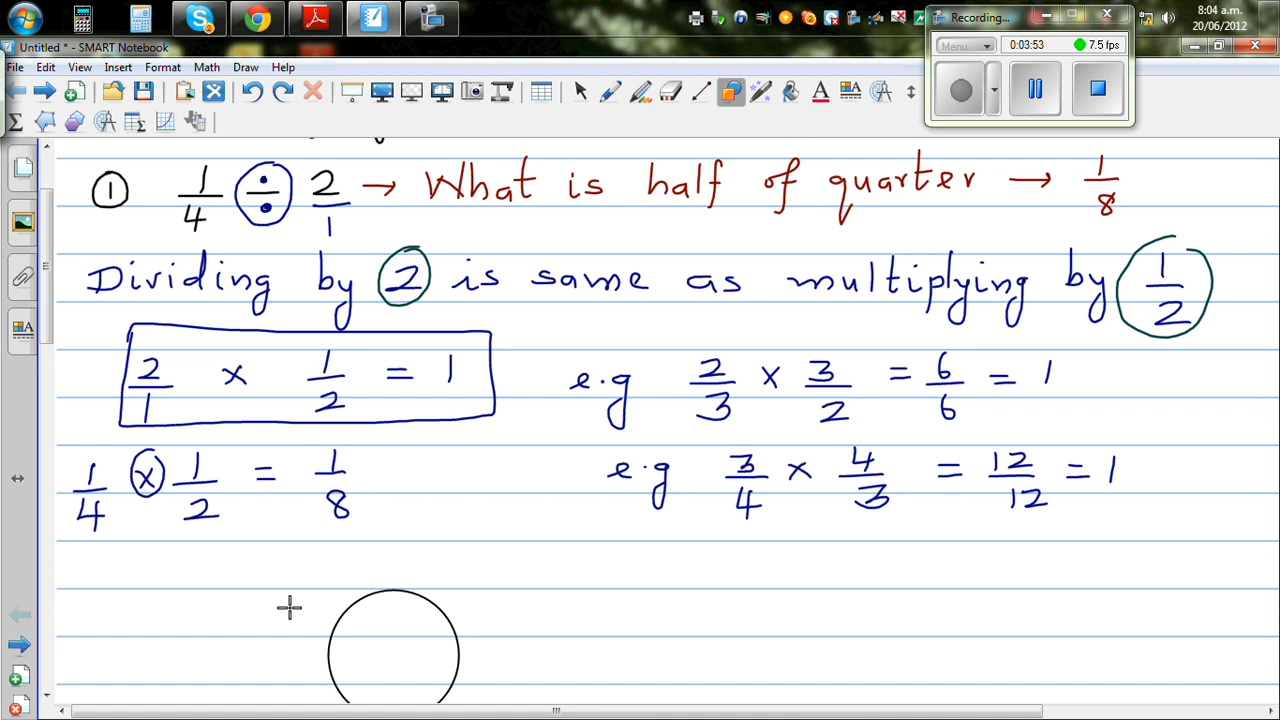 Recording...
8:04 a.m.
20/06/2012
Menu
00:03:53
7.5 fps
Untitled * - SMART Notebook
File Edit View Insert Format Math Draw Help
① 1/4 ÷ 2/1 → What is half of quarter → 1/8
Dividing by 2 is same as multiplying by 1/2
2/1 x 1/2 = 1 e.g 2/3 x 3/2 = 6/6 = 1
1/4 x 1/2 = 1/8 e.g 3/4 x 4/3 = 12/12 = 1